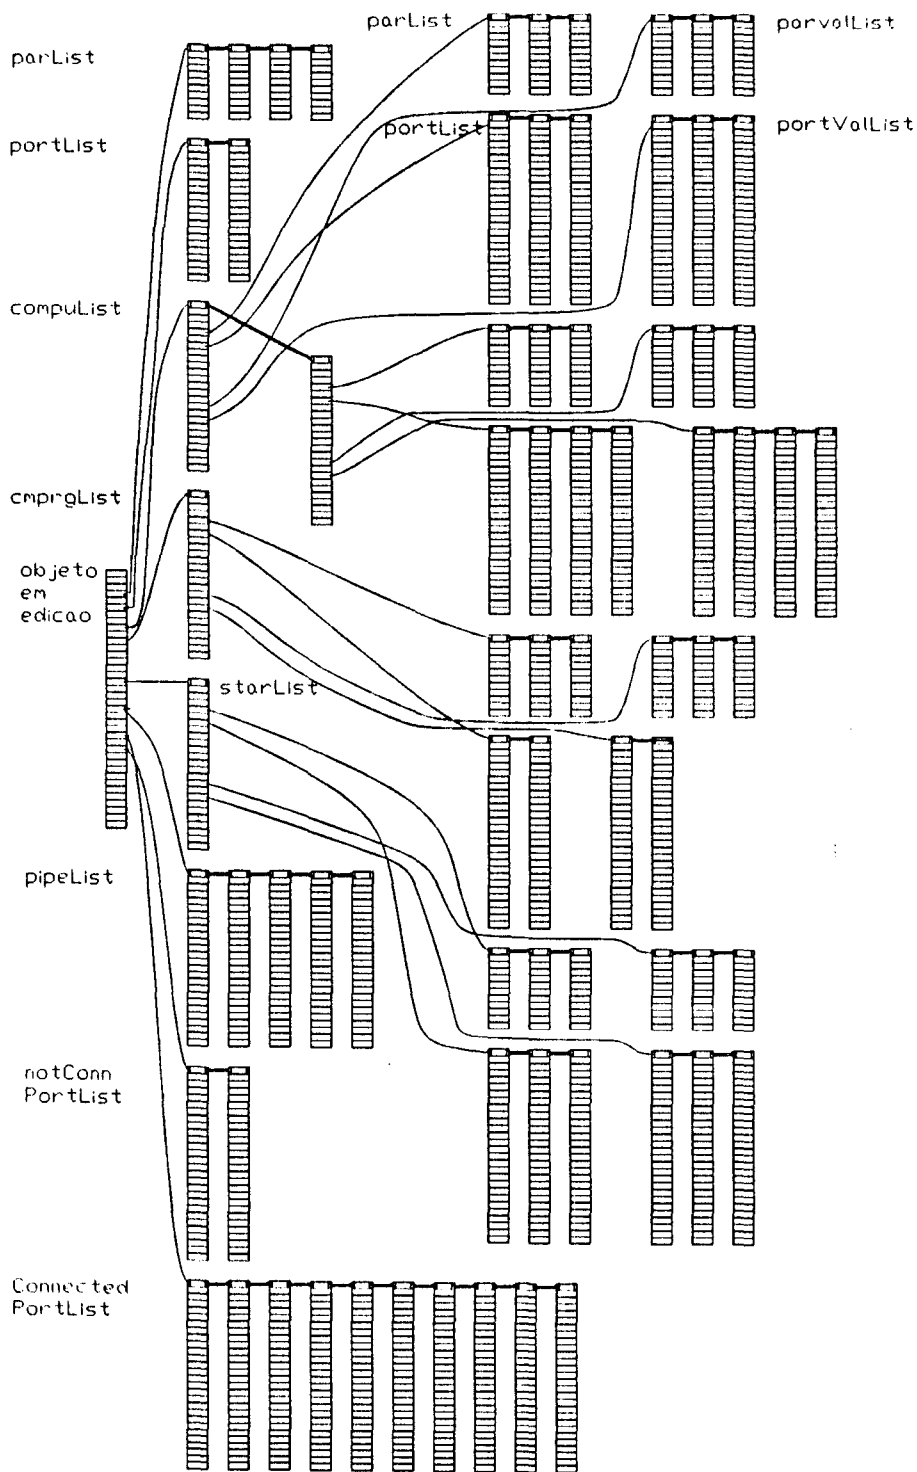 parList
parvalList
parList
portList
portValList
portList
compuList
cmprgList
objeto
em
edicao
starList
pipeList
notConn
PortList
Connected
PortList